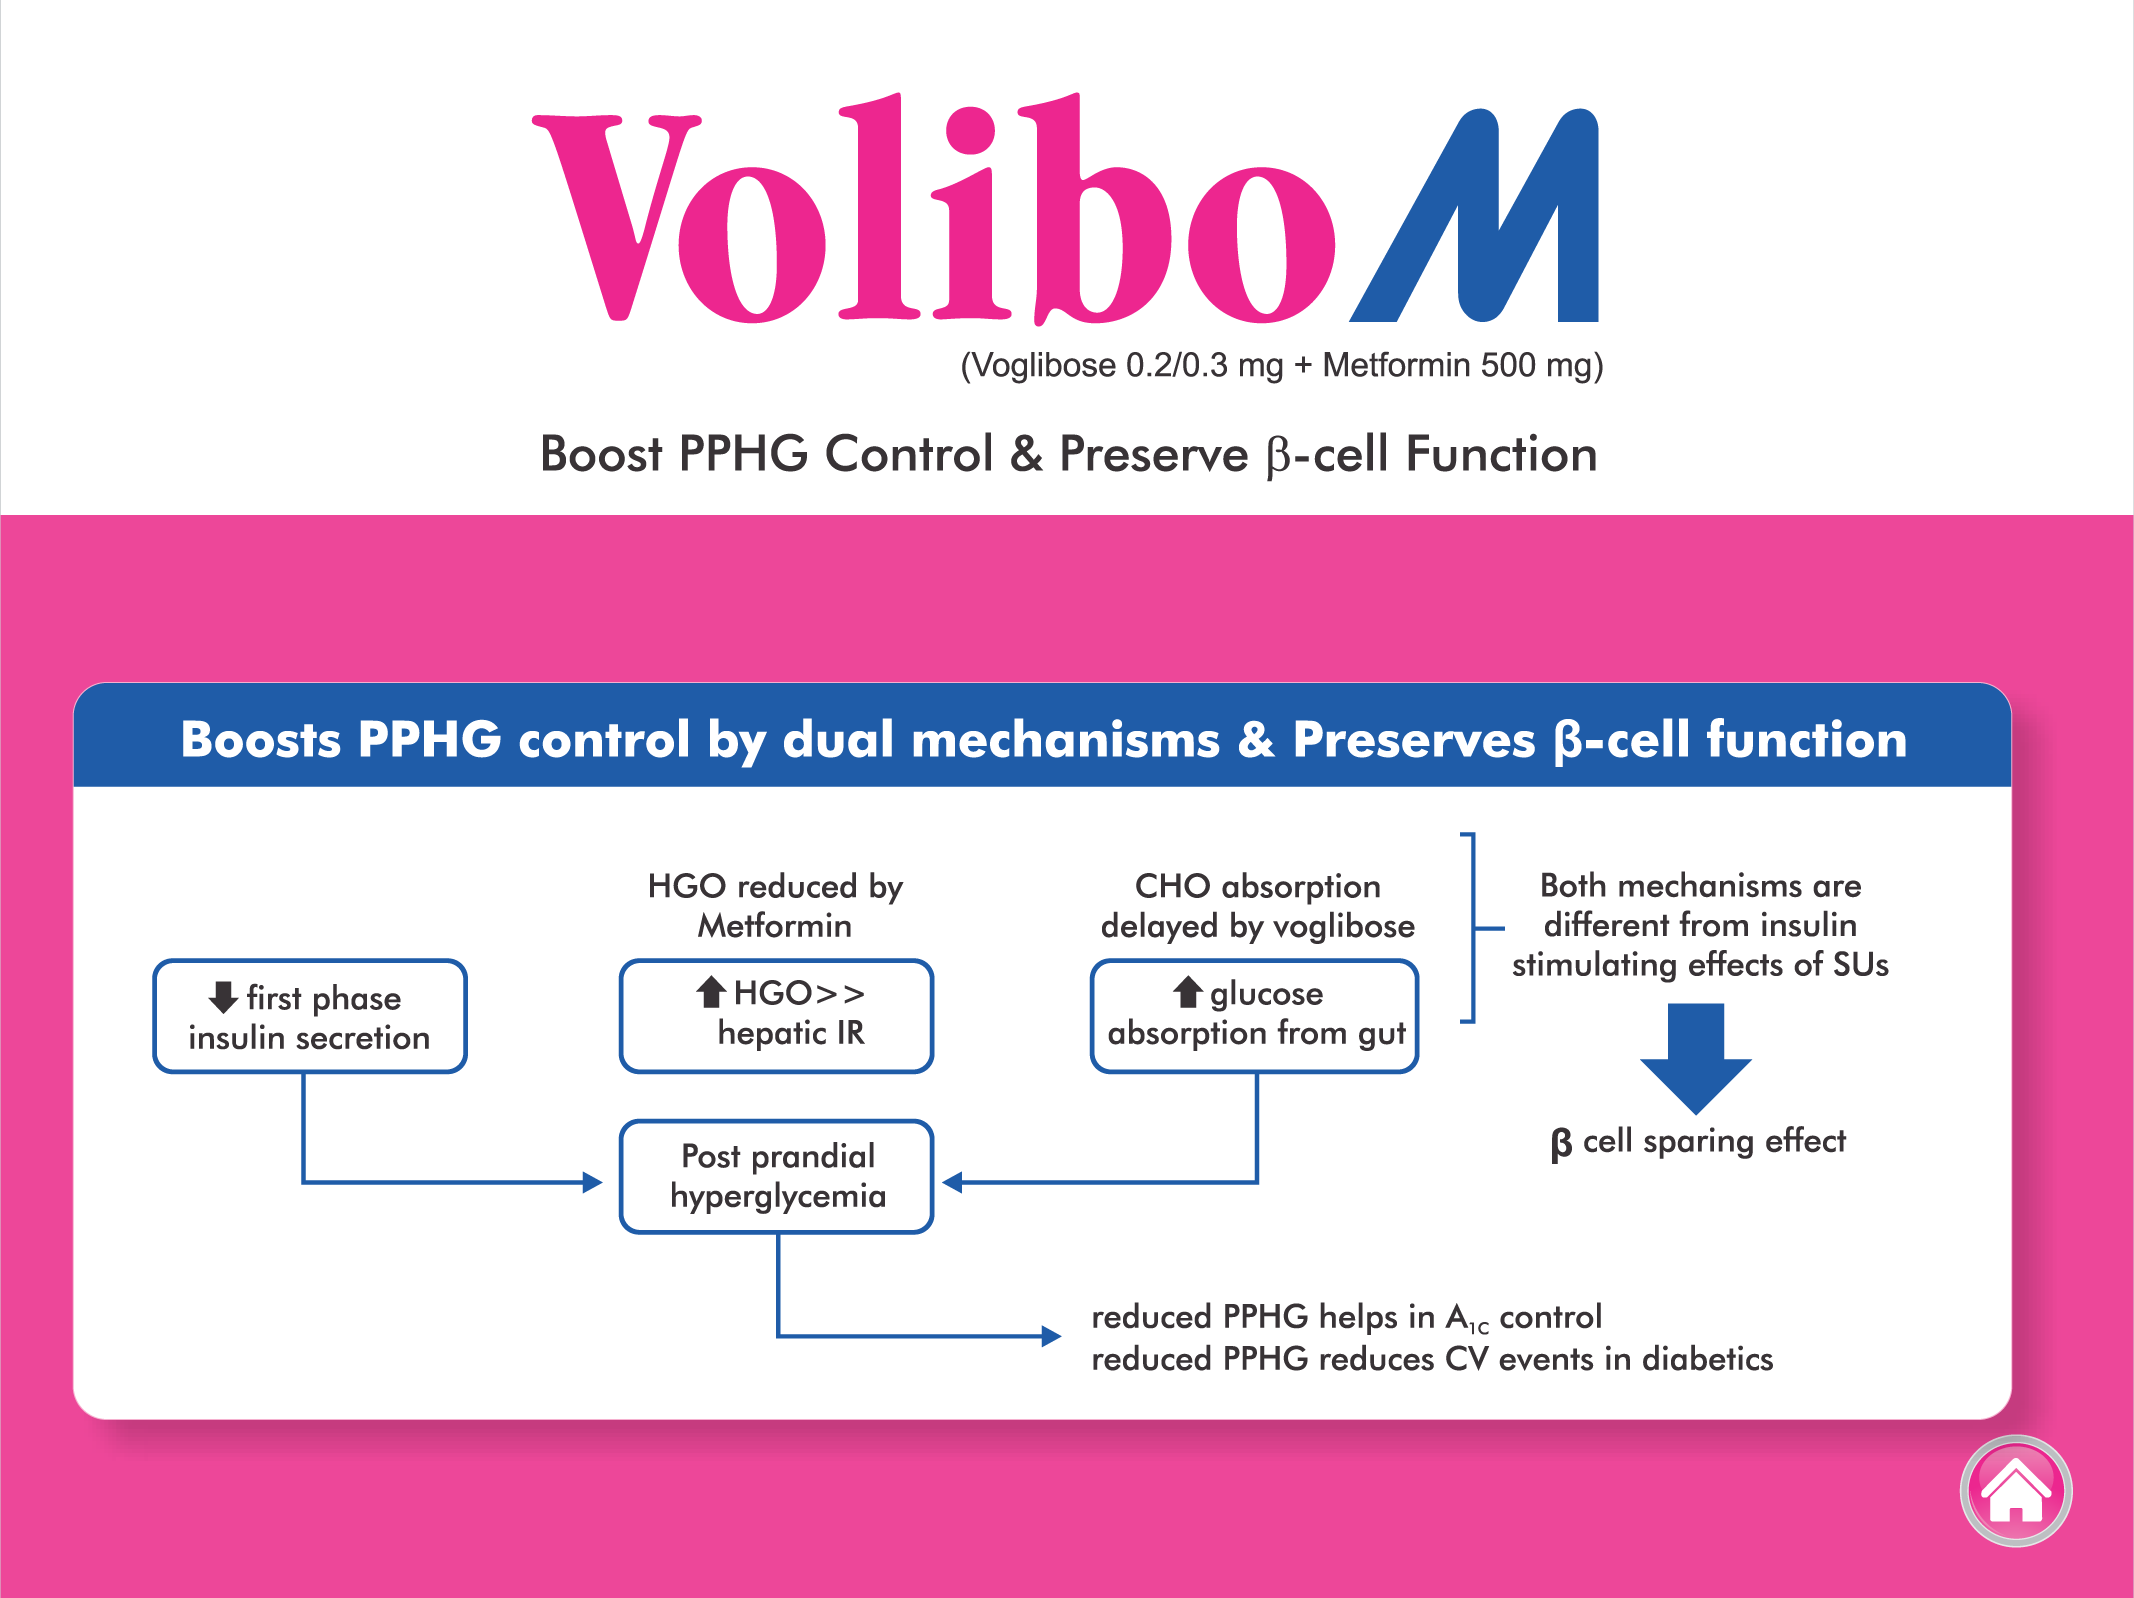 Volibo M
(Voglibose 0.2/0.3 mg + Metformin 500 mg)
Boost PPHG Control & Preserve β-cell Function
Boosts PPHG control by dual mechanisms & Preserves β-cell function
HGO reduced by
Metformin
CHO absorption
delayed by voglibose
Both mechanisms are
different from insulin
stimulating effects of SUs
⬇ first phase
insulin secretion
⬆ HGO>>
hepatic IR
⬆ glucose
absorption from gut
β cell sparing effect
Post prandial
hyperglycemia
reduced PPHG helps in A1C control
reduced PPHG reduces CV events in diabetics